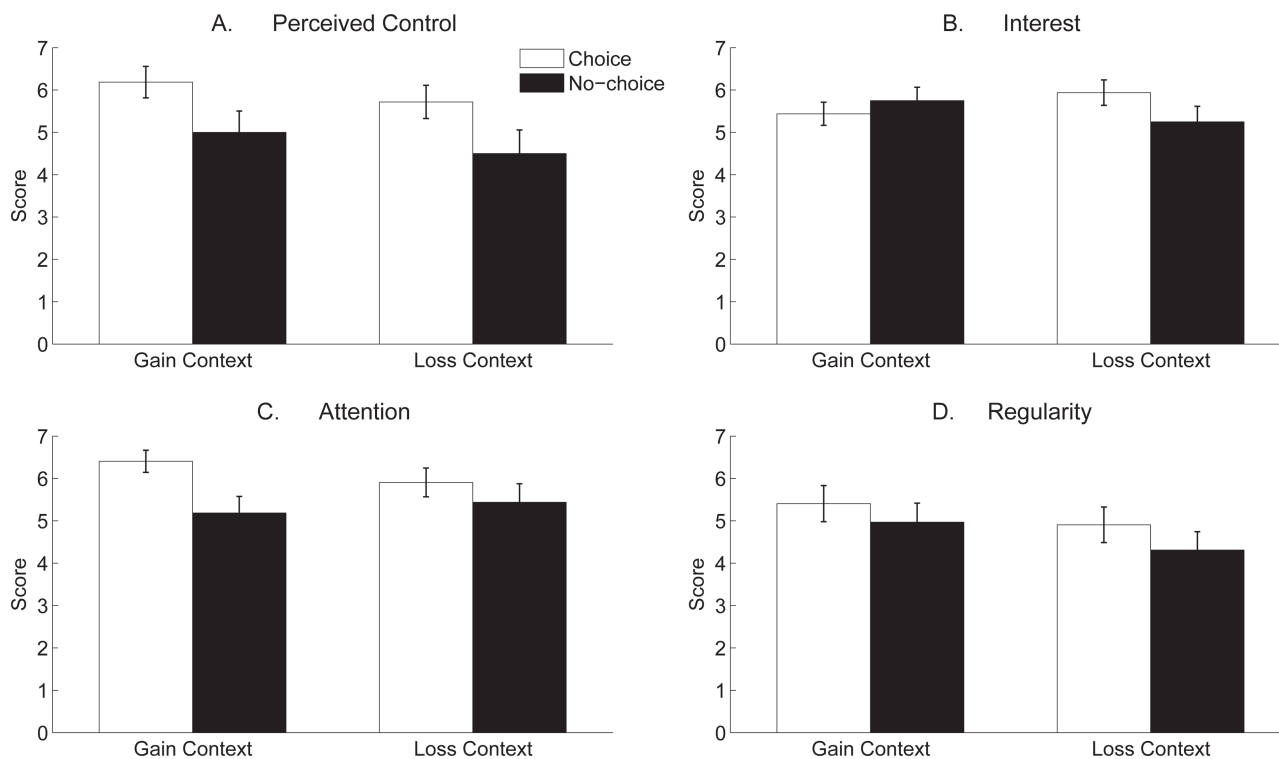 A. Perceived Control
7
6
5
4
3
2
1
0
Score
Choice
No−choice
Gain Context Loss Context
B. Interest
7
6
5
4
3
2
1
0
Score
Gain Context Loss Context
C. Attention
7
6
5
4
3
2
1
0
Score
Gain Context Loss Context
D. Regularity
7
6
5
4
3
2
1
0
Score
Gain Context Loss Context